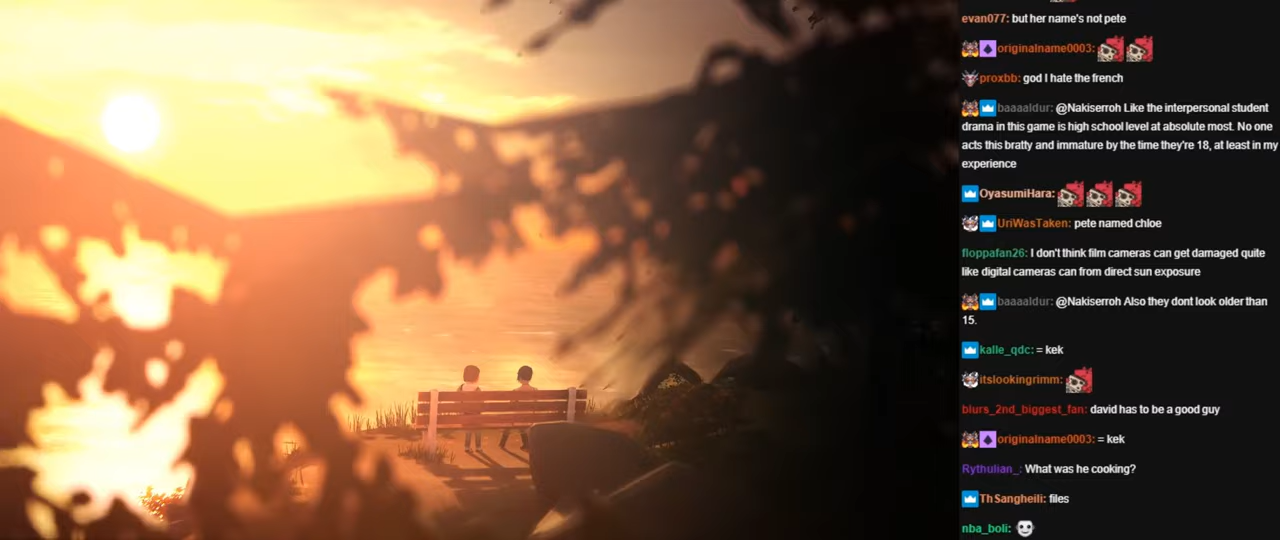 evan077: but her name's not pete
originalname0003:
proxbb: god I hate the french
baaaaldur: @Nakiserroh Like the interpersonal student
drama in this game is high school level at absolute most. No one
acts this bratty and immature by the time they're 18, at least in my
experience
OyasumiHara:
UriWasTaken: pete named chloe
floppafan26: I don't think film cameras can get damaged quite
like digital cameras can from direct sun exposure
baaaaldur: @Nakiserroh Also they dont look older than
15.
kalle_qdc: = kek
itslookingrimm:
blurs_2nd_biggest_fan: david has to be a good guy
originalname0003: = kek
Rythulian_: What was he cooking?
Th Sangheili: files
nba_boli: